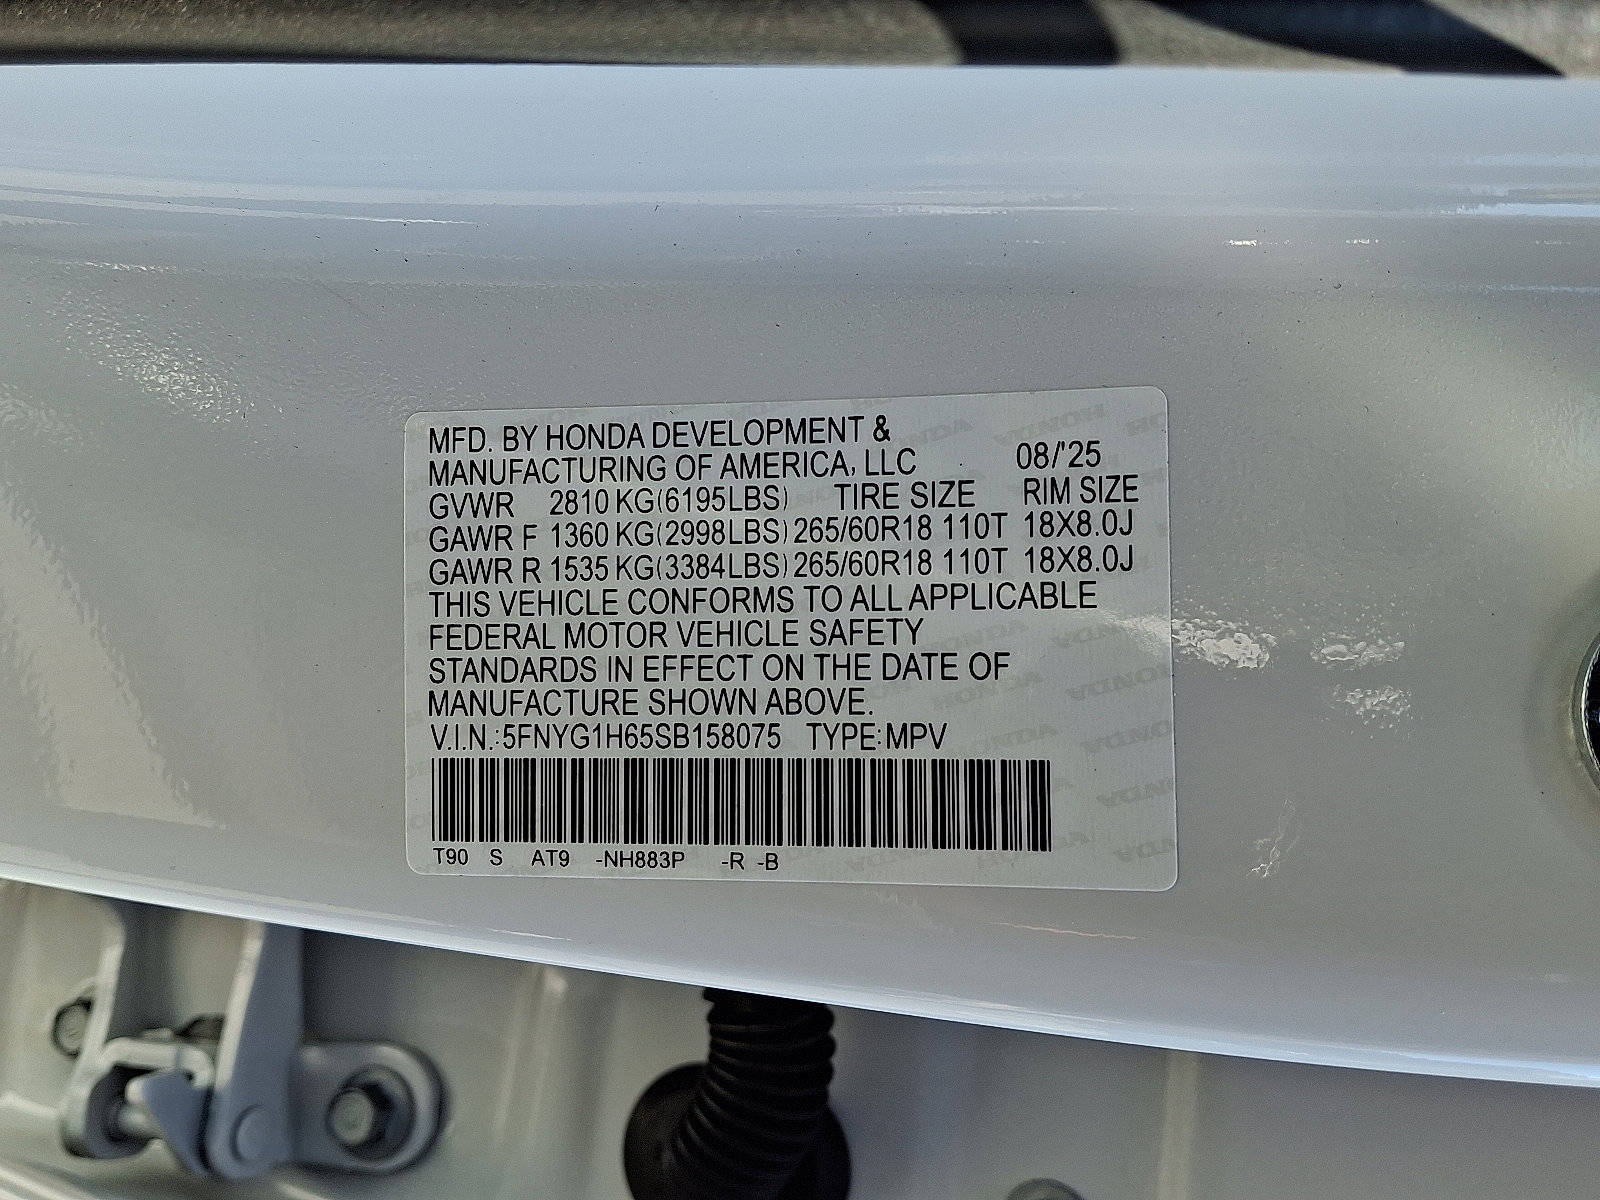 MFD. BY HONDA DEVELOPMENT &
MANUFACTURING OF AMERICA, LLC 08/'25
GVWR 2810 KG(6195LBS) TIRE SIZE RIM SIZE
GAWR F 1360 KG(2998LBS) 265/60R18 110T 18X8.0J
GAWR R 1535 KG(3384LBS) 265/60R18 110T 18X8.0J
THIS VEHICLE CONFORMS TO ALL APPLICABLE
FEDERAL MOTOR VEHICLE SAFETY
STANDARDS IN EFFECT ON THE DATE OF
MANUFACTURE SHOWN ABOVE.
V.I.N.:5FNYG1H65SB158075 TYPE:MPV
T90 S AT9 -NH883P -R -B